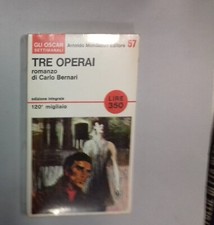 GLI OSCAR
SETTIMANALI
Arnoldo Mondadori Editore 57
TRE OPERAI
romanzo
di Carlo Bernari
edizione integrale
120° migliaio
LIRE
350